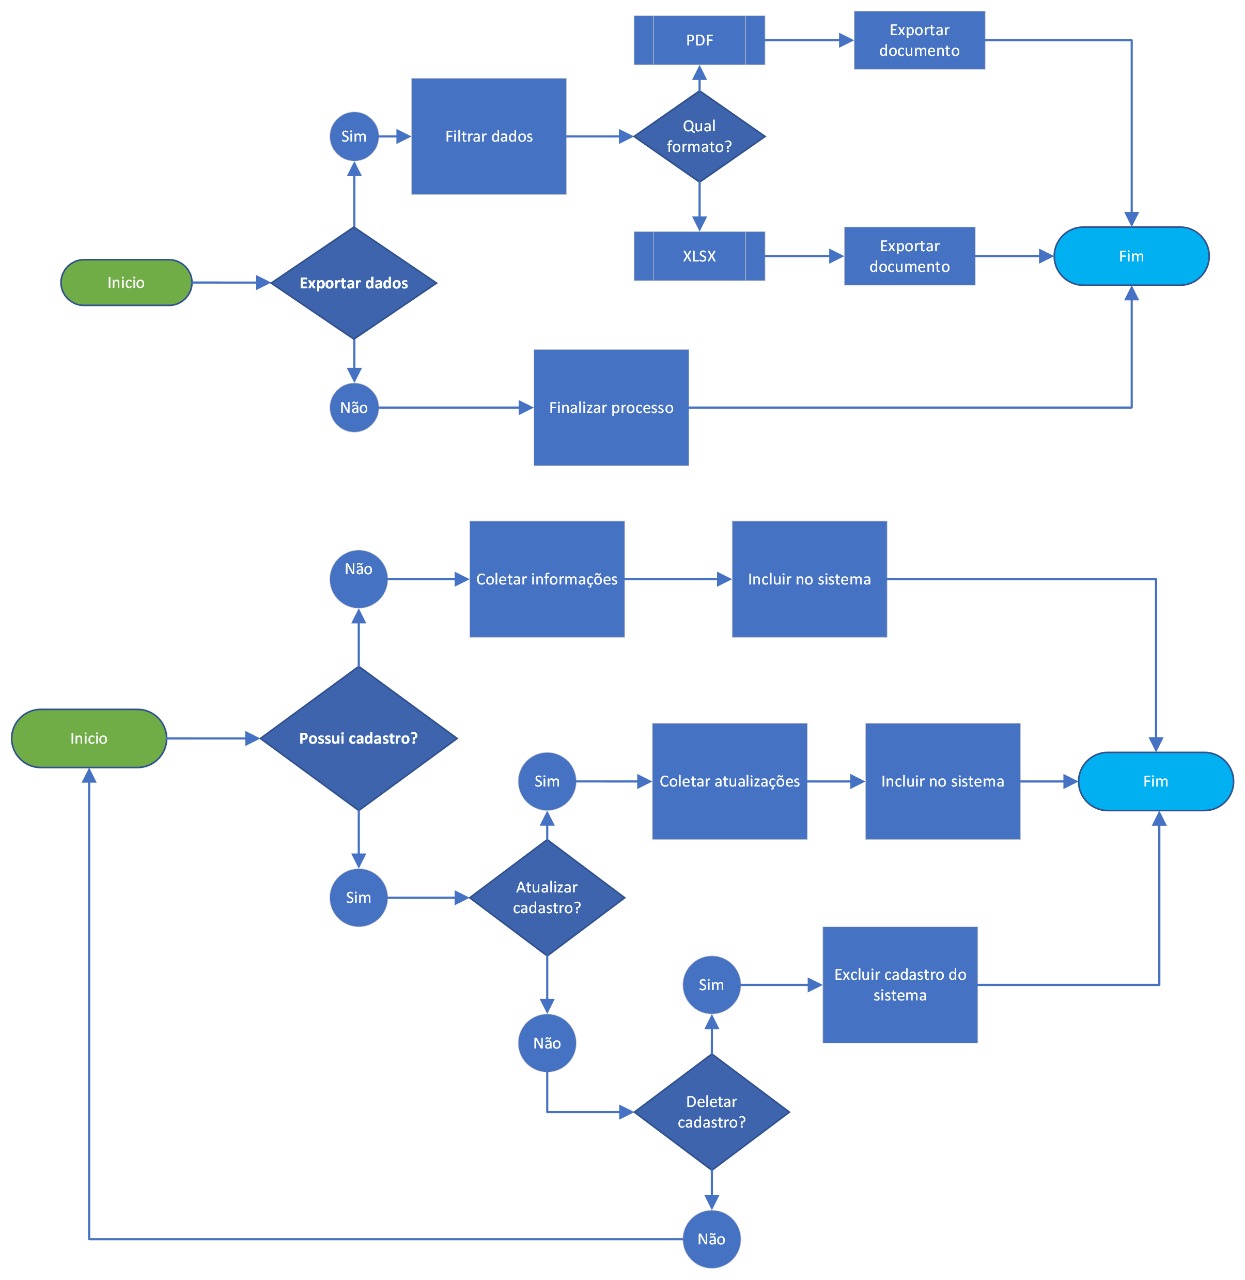 PDF
Exportar
documento
Sim
Filtrar dados
Qual
formato?
Inicio
Exportar dados
XLSX
Exportar
documento
Fim
Não
Finalizar processo
Não
Coletar informações
Incluir no sistema
Inicio
Possui cadastro?
Sim
Coletar atualizações
Incluir no sistema
Fim
Sim
Atualizar
cadastro?
Sim
Excluir cadastro do
sistema
Não
Deletar
cadastro?
Não